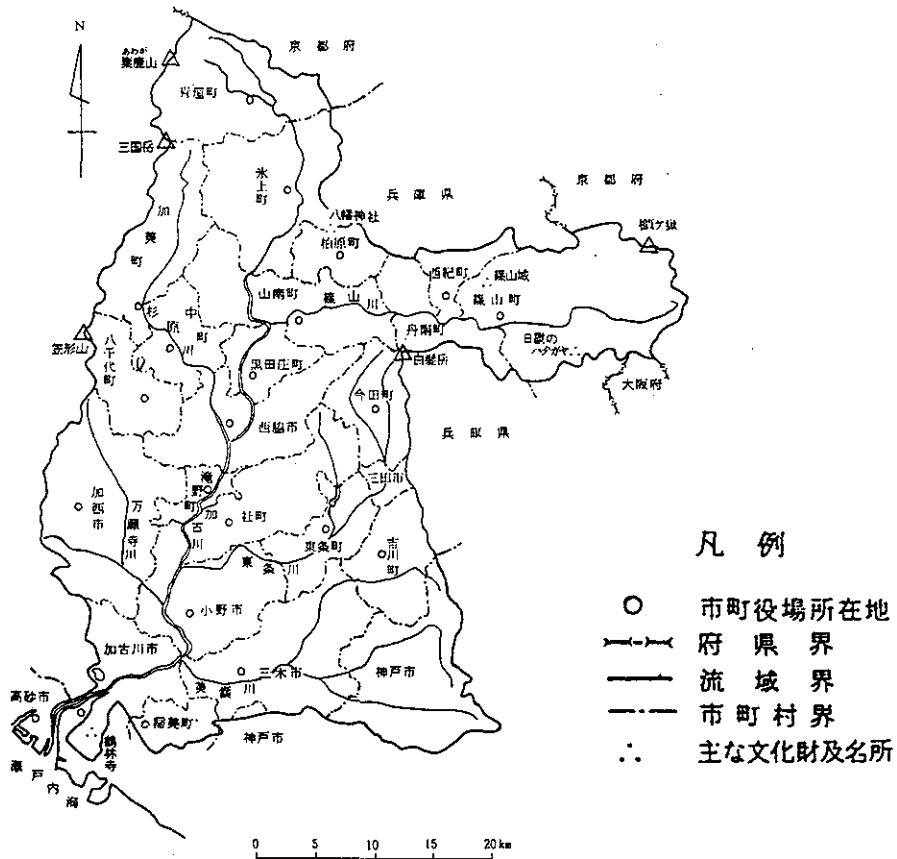 N
京都府
あわが
粟鹿山
青垣町
三国岳
氷上町
兵庫県
京都府
加美町
八幡神社
柏原町
櫃ケ嶽
西紀町
篠山城
山南町
篠山川
篠山町
丹南町
日置の
ハダガヤ
杉原川
中町
笠形山
八千代町
黒田庄町
白髪岳
大阪府
今田町
西脇市
兵庫県
滝野町
三田市
加西市
万願寺川
加古川
社町
東条町
吉川町
東条川
小野市
加古川市
三木市
神戸市
美嚢川
高砂市
稲美町
神戸市
鶴林寺
瀬戸内海
凡例
市町役場所在地
府県界
流域界
市町村界
主な文化財及名所
0 5 10 15 20km